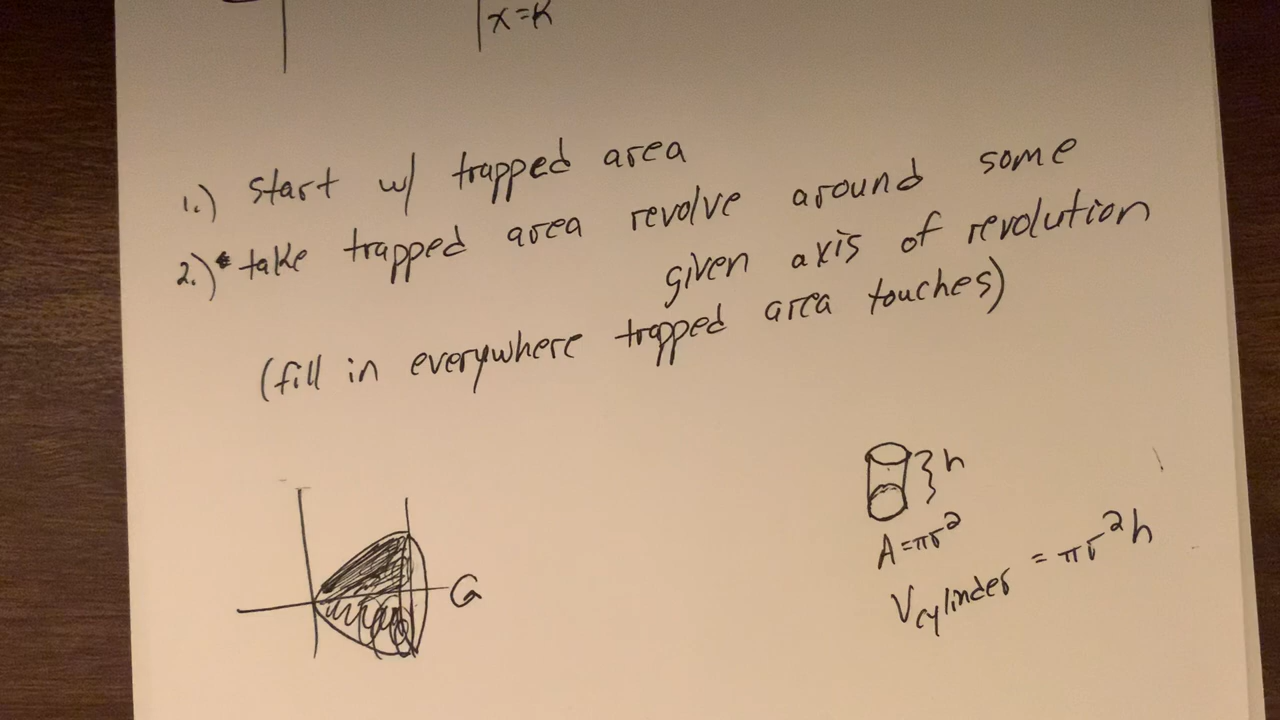 x=K
1.) start w/ trapped area
2.) take trapped area revolve around some
given axis of revolution
(fill in everywhere trapped area touches)
h
A=πr²
V cylinder = πr²h